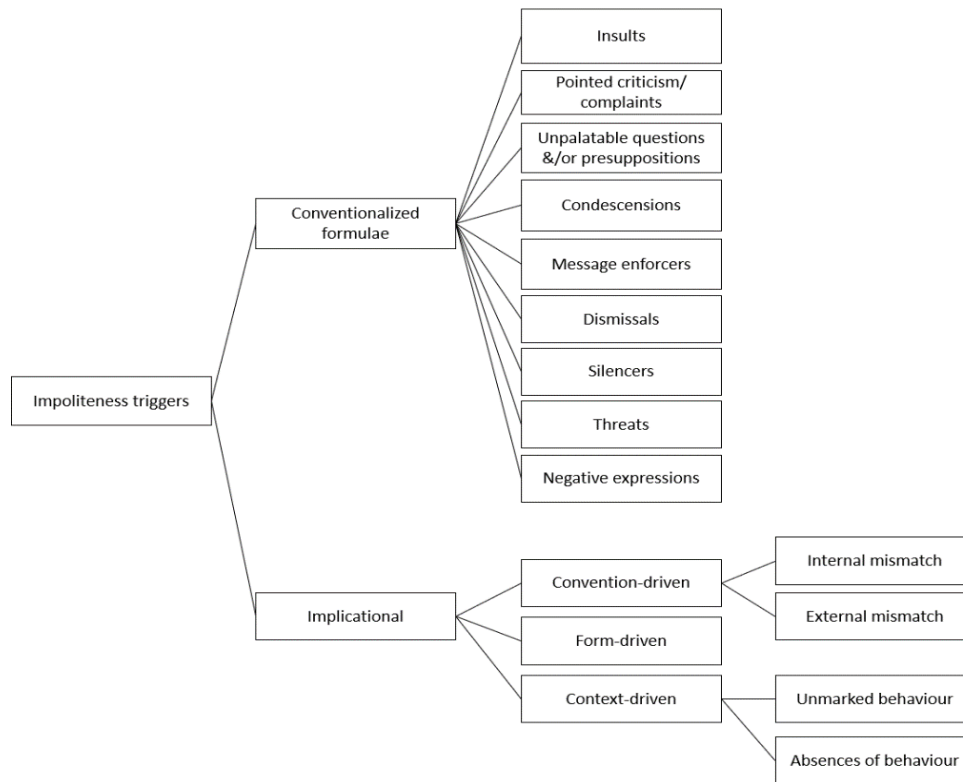 Insults
Pointed criticism/
complaints
Unpalatable questions
&/or presuppositions
Conventionalized
formulae
Condescensions
Message enforcers
Dismissals
Silencers
Impoliteness triggers
Threats
Negative expressions
Internal mismatch
Convention-driven
Implicational
External mismatch
Form-driven
Context-driven
Unmarked behaviour
Absences of behaviour